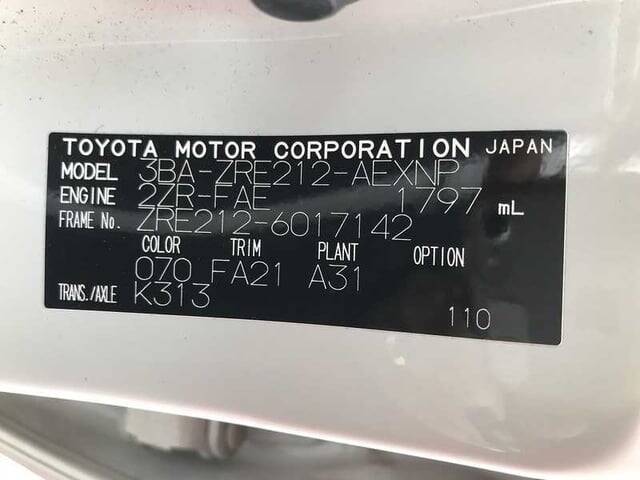 TOYOTA MOTOR CORPORATION JAPAN
MODEL 3BA-ZRE212-AEXNP
ENGINE 2ZR-FAE 1797 mL
FRAME No. ZRE212-6017142
COLOR TRIM PLANT OPTION
070 FA21 A31
TRANS./AXLE K313
110